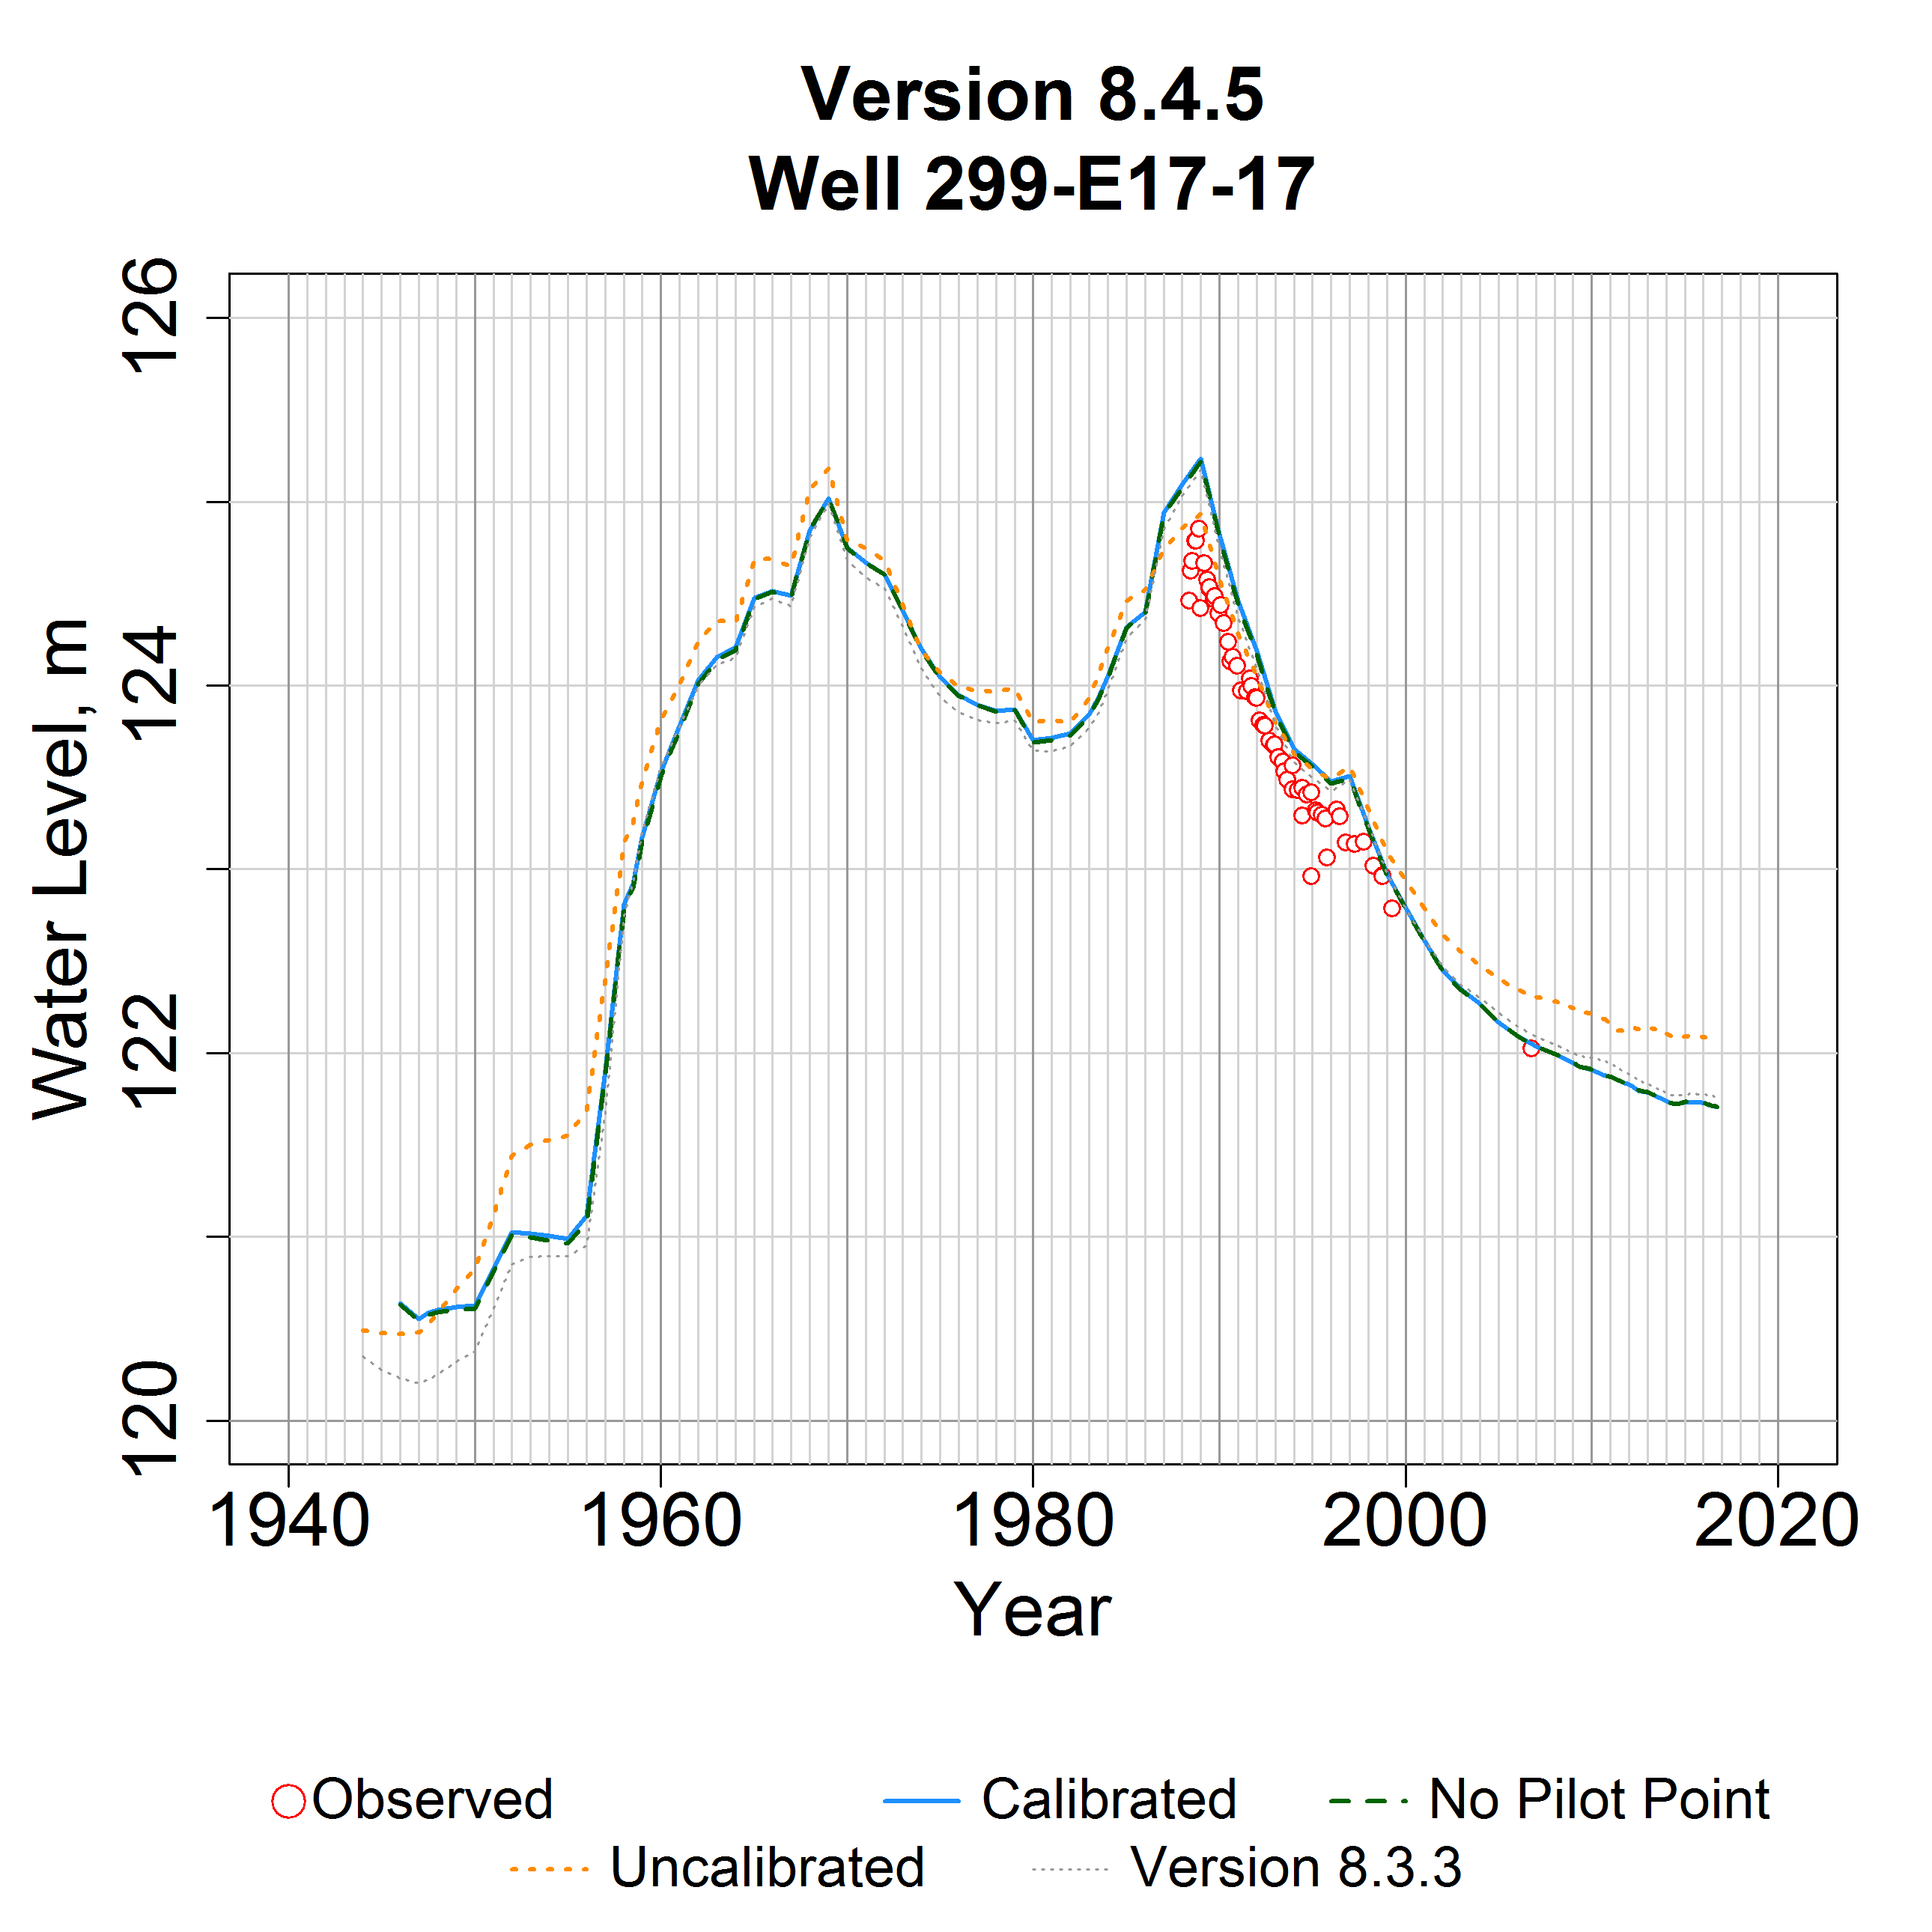 Version 8.4.5
Well 299-E17-17
Water Level, m
126
124
122
120
1940 1960 1980 2000 2020
Year
Observed Calibrated No Pilot Point
Uncalibrated Version 8.3.3